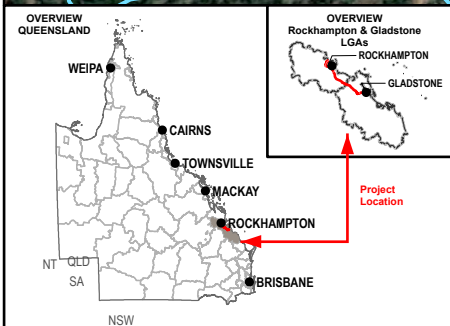 OVERVIEW
QUEENSLAND
WEIPA
CAIRNS
TOWNSVILLE
MACKAY
ROCKHAMPTON
BRISBANE
NT
QLD
SA
NSW
OVERVIEW
Rockhampton & Gladstone
LGAs
ROCKHAMPTON
GLADSTONE
Project
Location